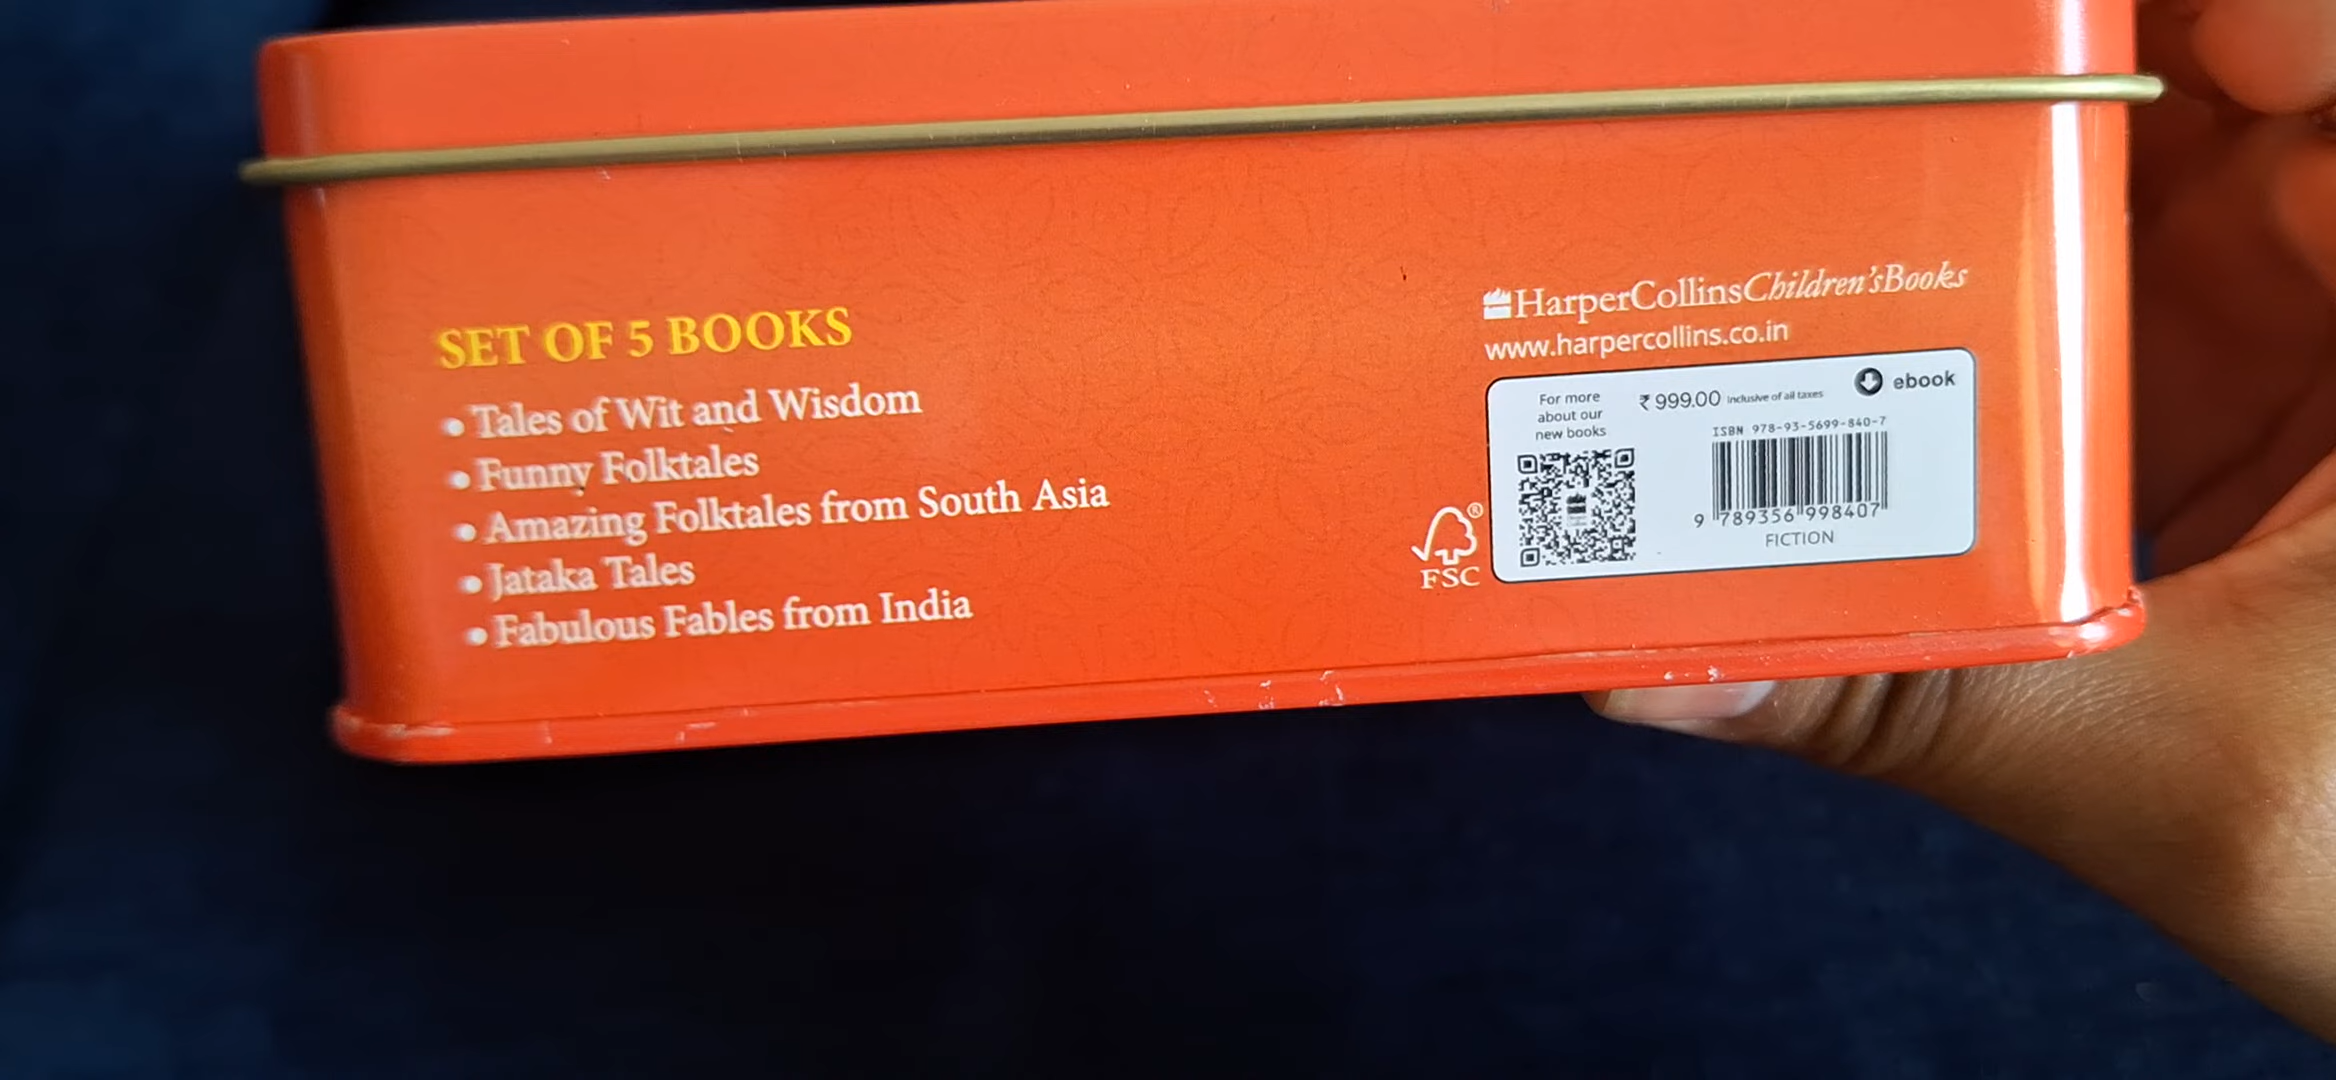 SET OF 5 BOOKS
• Tales of Wit and Wisdom
• Funny Folktales
• Amazing Folktales from South Asia
• Jataka Tales
• Fabulous Fables from India
HarperCollinsChildren'sBooks
www.harpercollins.co.in
For more
about our
new books
₹ 999.00 Inclusive of all taxes
ebook
ISBN 978-93-5699-840-7
9 789356 998407
FICTION
FSC®